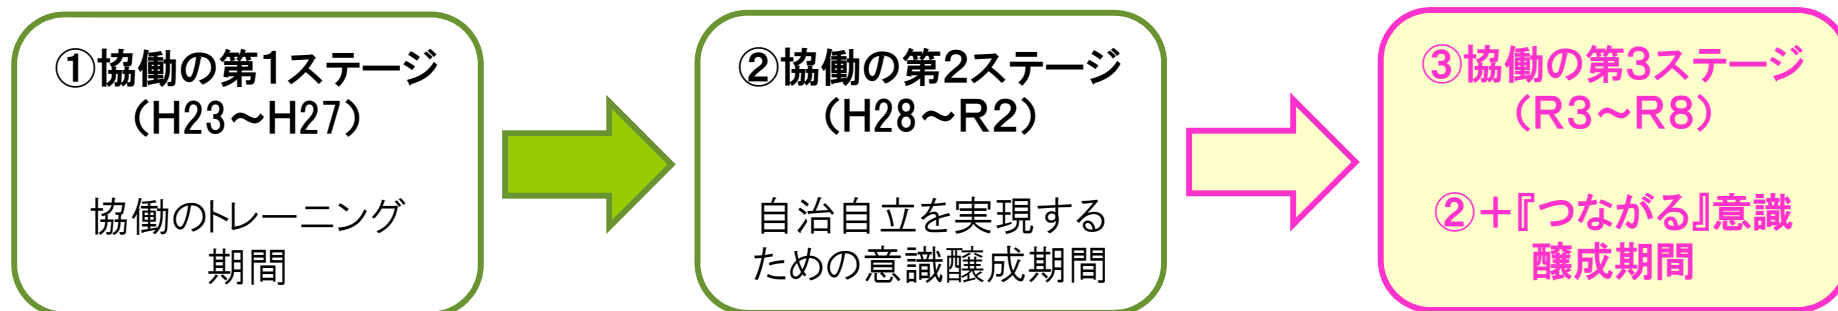 ①協働の第1ステージ
（H23～H27）
協働のトレーニング
期間
②協働の第2ステージ
（H28～R２）
自治自立を実現する
ための意識醸成期間
③協働の第3ステージ
（R３～R８）
②＋『つながる』意識
醸成期間